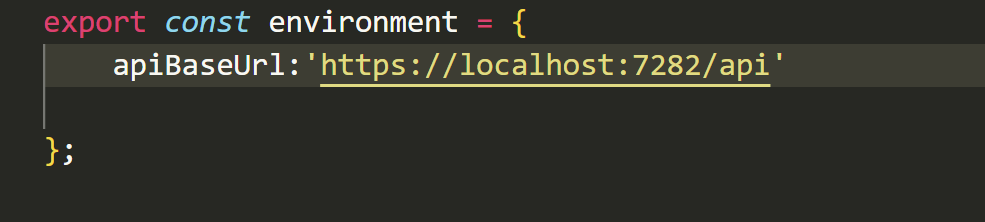 export const environment = {
    apiBaseUrl:'https://localhost:7282/api'
};